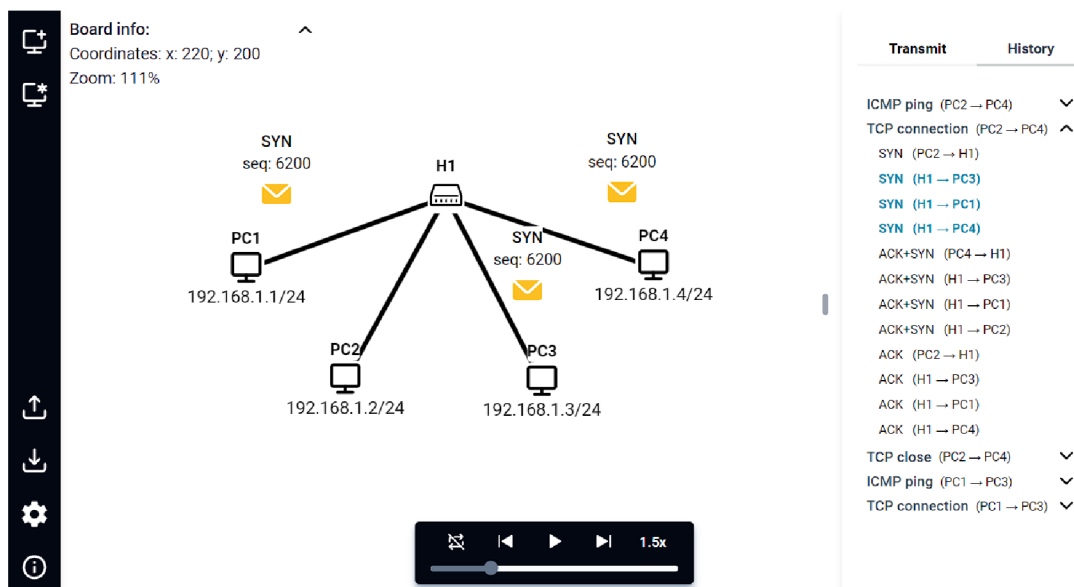 Board info:
Coordinates: x: 220; y: 200
Zoom: 111%
SYN
seq: 6200
SYN
seq: 6200
H1
PC1
192.168.1.1/24
SYN
seq: 6200
PC4
192.168.1.4/24
PC2
192.168.1.2/24
PC3
192.168.1.3/24
1.5x
Transmit History
ICMP ping (PC2 → PC4)
TCP connection (PC2 → PC4)
SYN (PC2 → H1)
SYN (H1 → PC3)
SYN (H1 → PC1)
SYN (H1 → PC4)
ACK+SYN (PC4 → H1)
ACK+SYN (H1 → PC3)
ACK+SYN (H1 → PC1)
ACK+SYN (H1 → PC2)
ACK (PC2 → H1)
ACK (H1 → PC3)
ACK (H1 → PC1)
ACK (H1 → PC4)
TCP close (PC2 → PC4)
ICMP ping (PC1 → PC3)
TCP connection (PC1 → PC3)